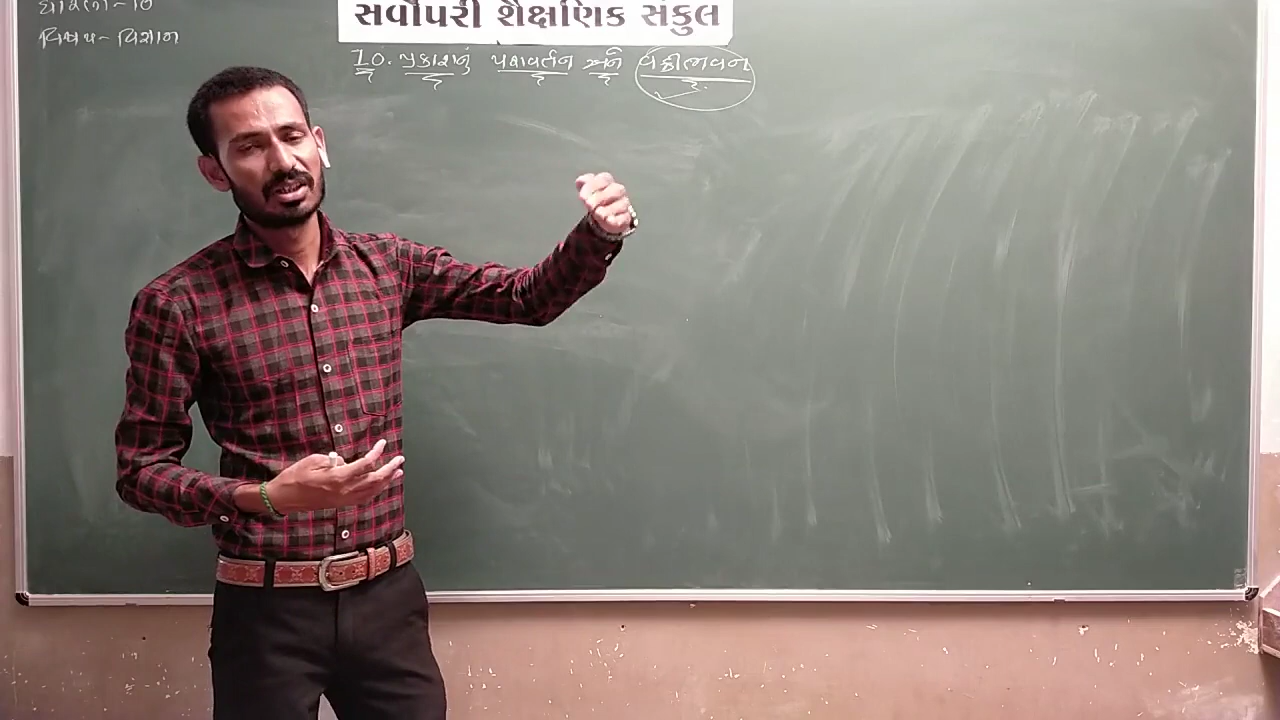 ધોરણ-10
વિષય-વિજ્ઞાન
સર્વોપરી શૈક્ષણિક સંકુલ
10. પ્રકાશનું પરાવર્તન અને વક્રીભવન